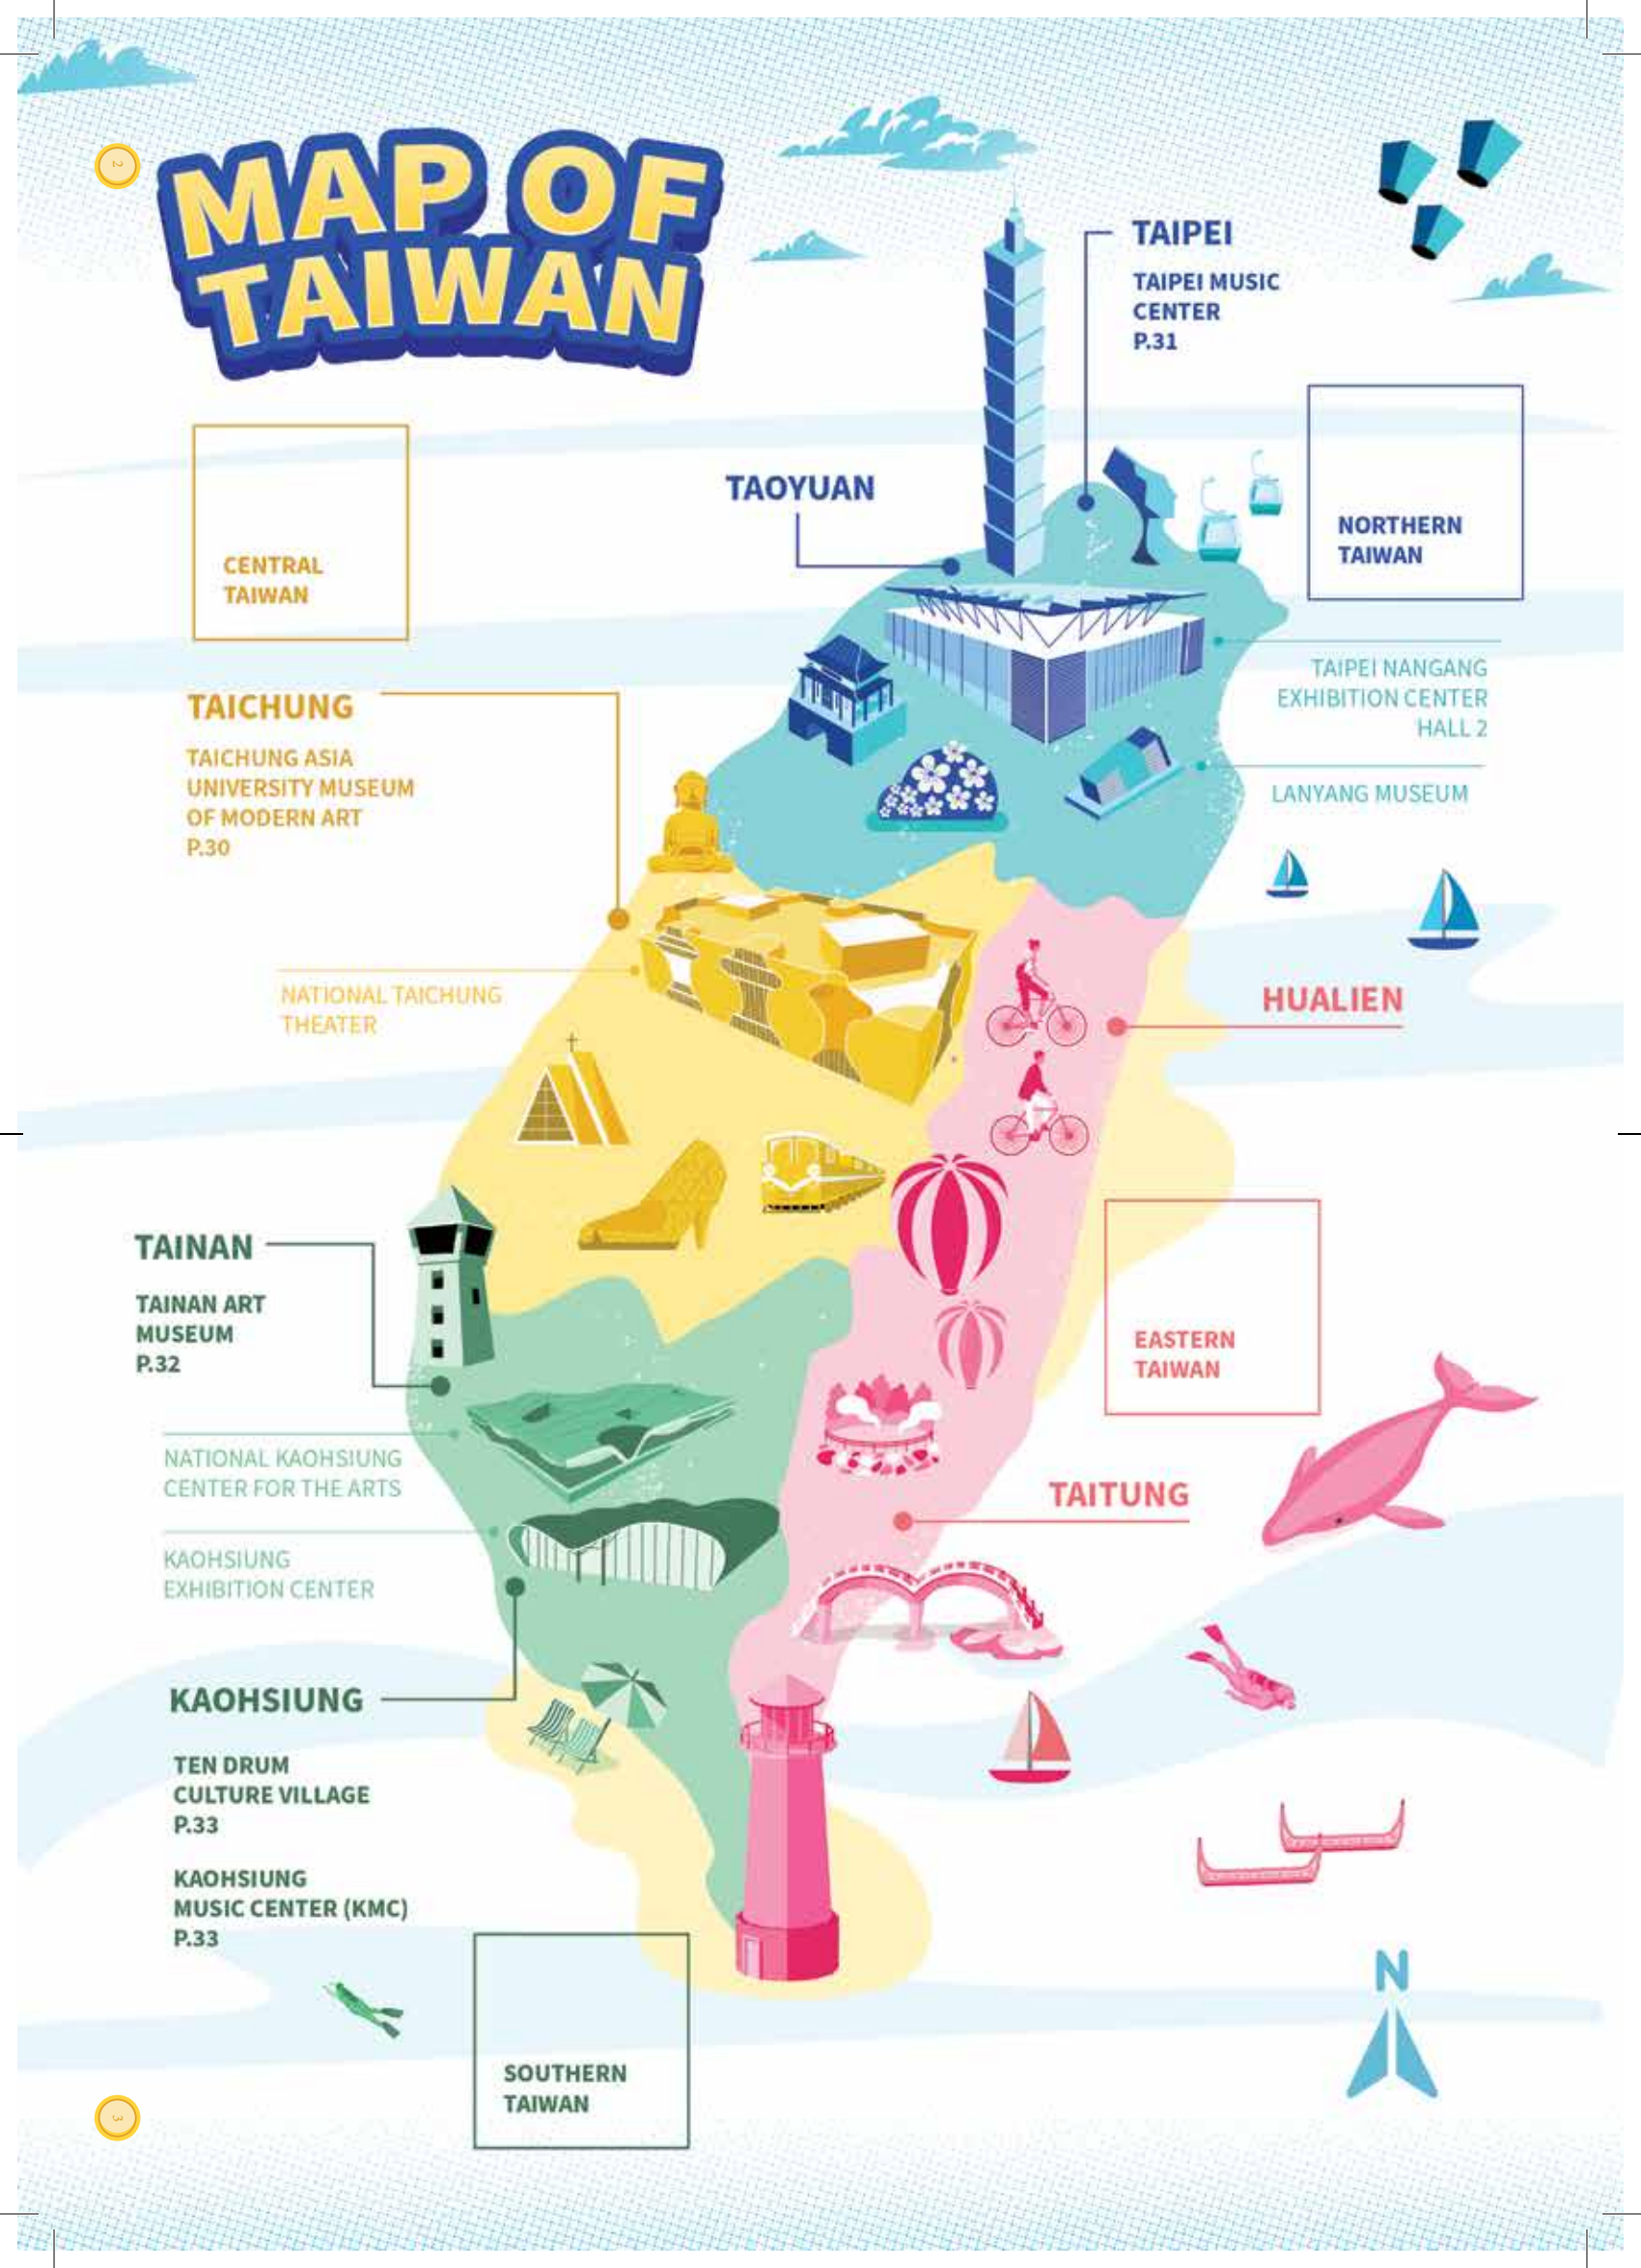 2
MAP OF
TAIWAN
TAIPEI
TAIPEI MUSIC
CENTER
P.31
TAOYUAN
NORTHERN
TAIWAN
CENTRAL
TAIWAN
TAIPEI NANGANG
EXHIBITION CENTER
HALL 2
LANYANG MUSEUM
TAICHUNG
TAICHUNG ASIA
UNIVERSITY MUSEUM
OF MODERN ART
P.30
NATIONAL TAICHUNG
THEATER
HUALIEN
TAINAN
TAINAN ART
MUSEUM
P.32
EASTERN
TAIWAN
NATIONAL KAOHSIUNG
CENTER FOR THE ARTS
TAITUNG
KAOHSIUNG
EXHIBITION CENTER
KAOHSIUNG
TEN DRUM
CULTURE VILLAGE
P.33
KAOHSIUNG
MUSIC CENTER (KMC)
P.33
N
SOUTHERN
TAIWAN
3